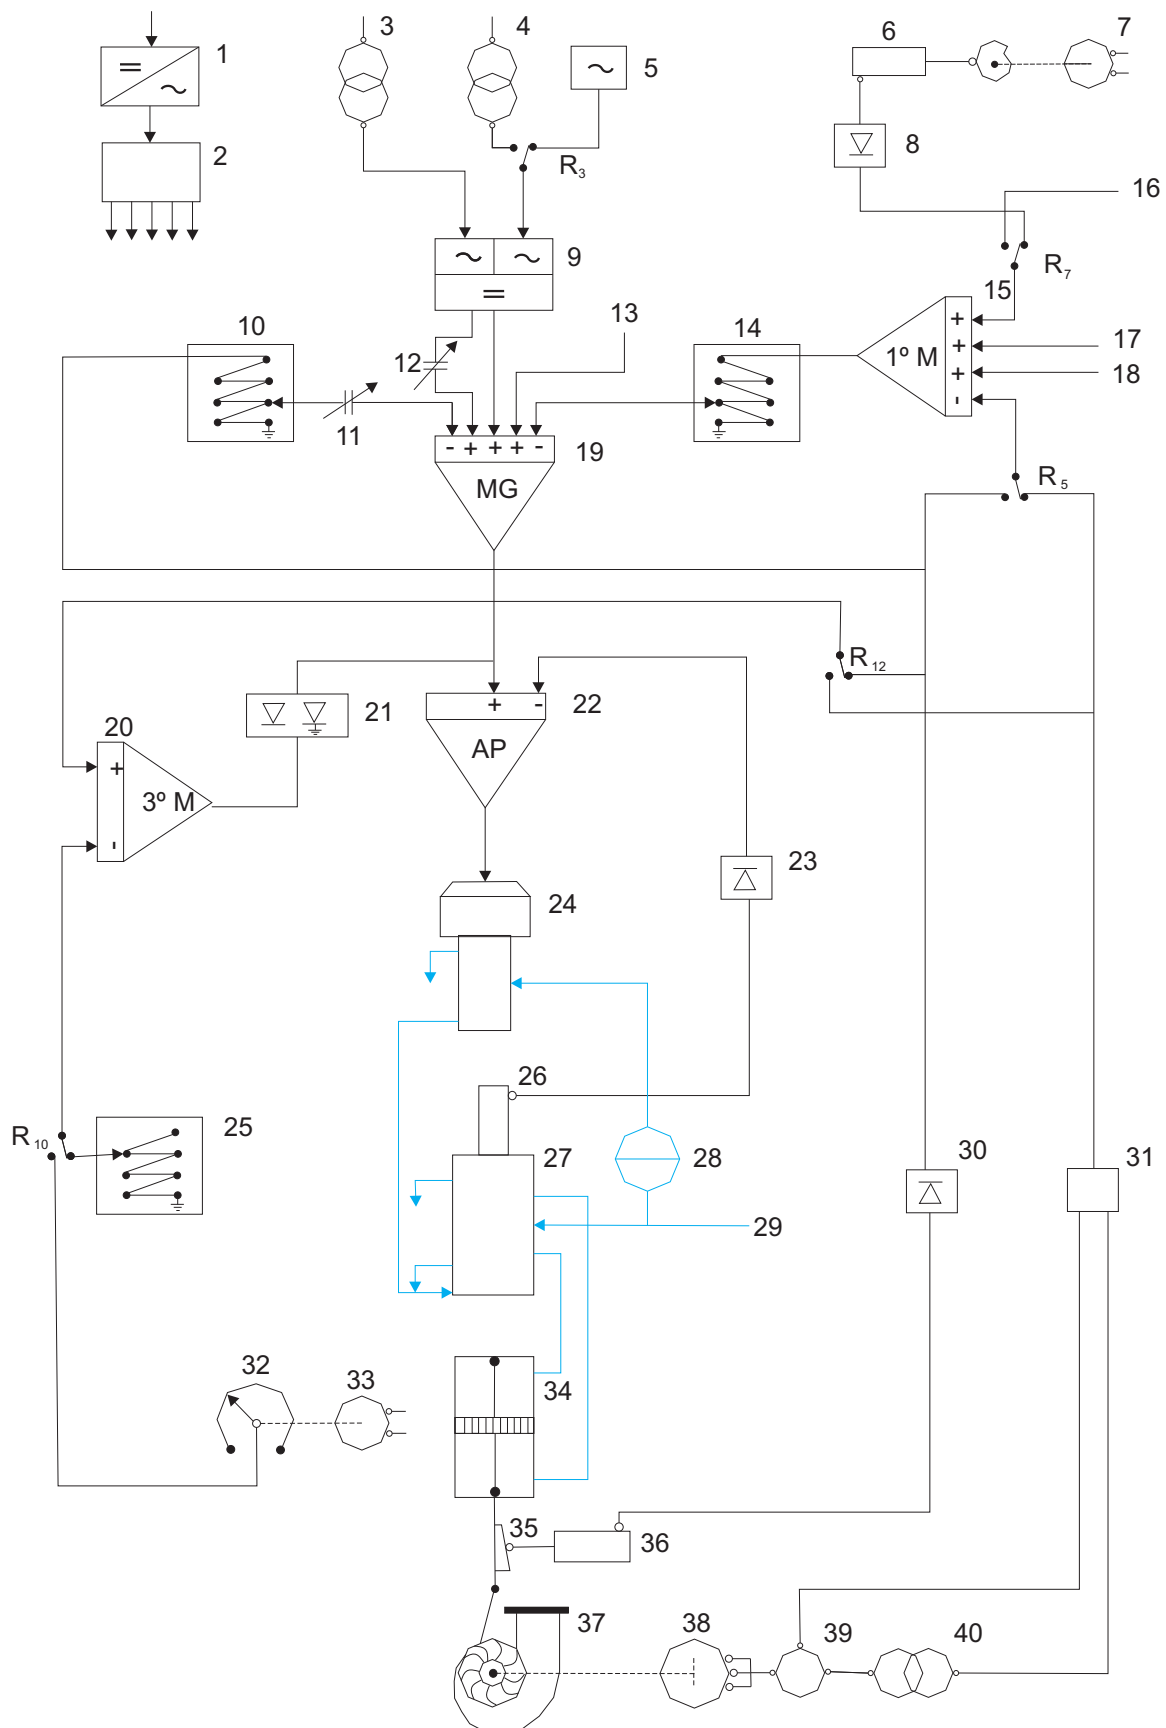 3 4 6 7
1 5
2 8
R₃
16
9 R₇
15
10 13 14
+
12 1º M + 17
+ 18
11 -
- + + + - 19
MG R₅
R₁₂
+ - 22
20 21
+ AP
3º M
-
23
24
26
R₁₀ 25
27 28 30 31
29
32 33 34
35 36
37 38 39 40